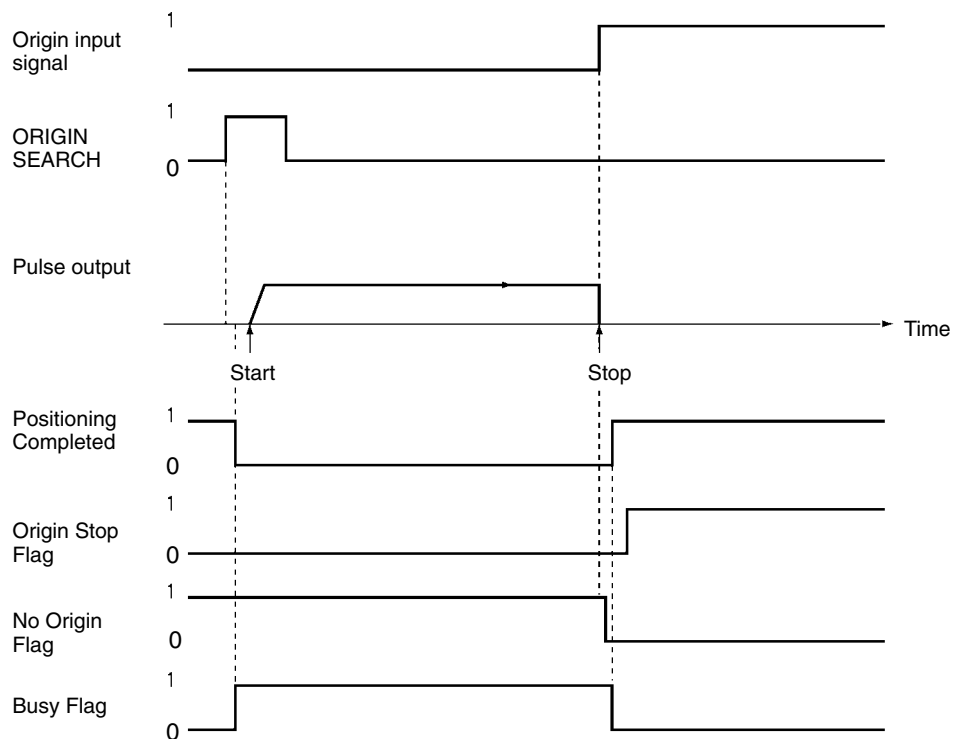 1
Origin input
signal
1
ORIGIN
SEARCH
0
Pulse output
Time
Start
Stop
Positioning
Completed
1
0
1
Origin Stop
Flag
0
1
No Origin
Flag
0
1
Busy Flag
0